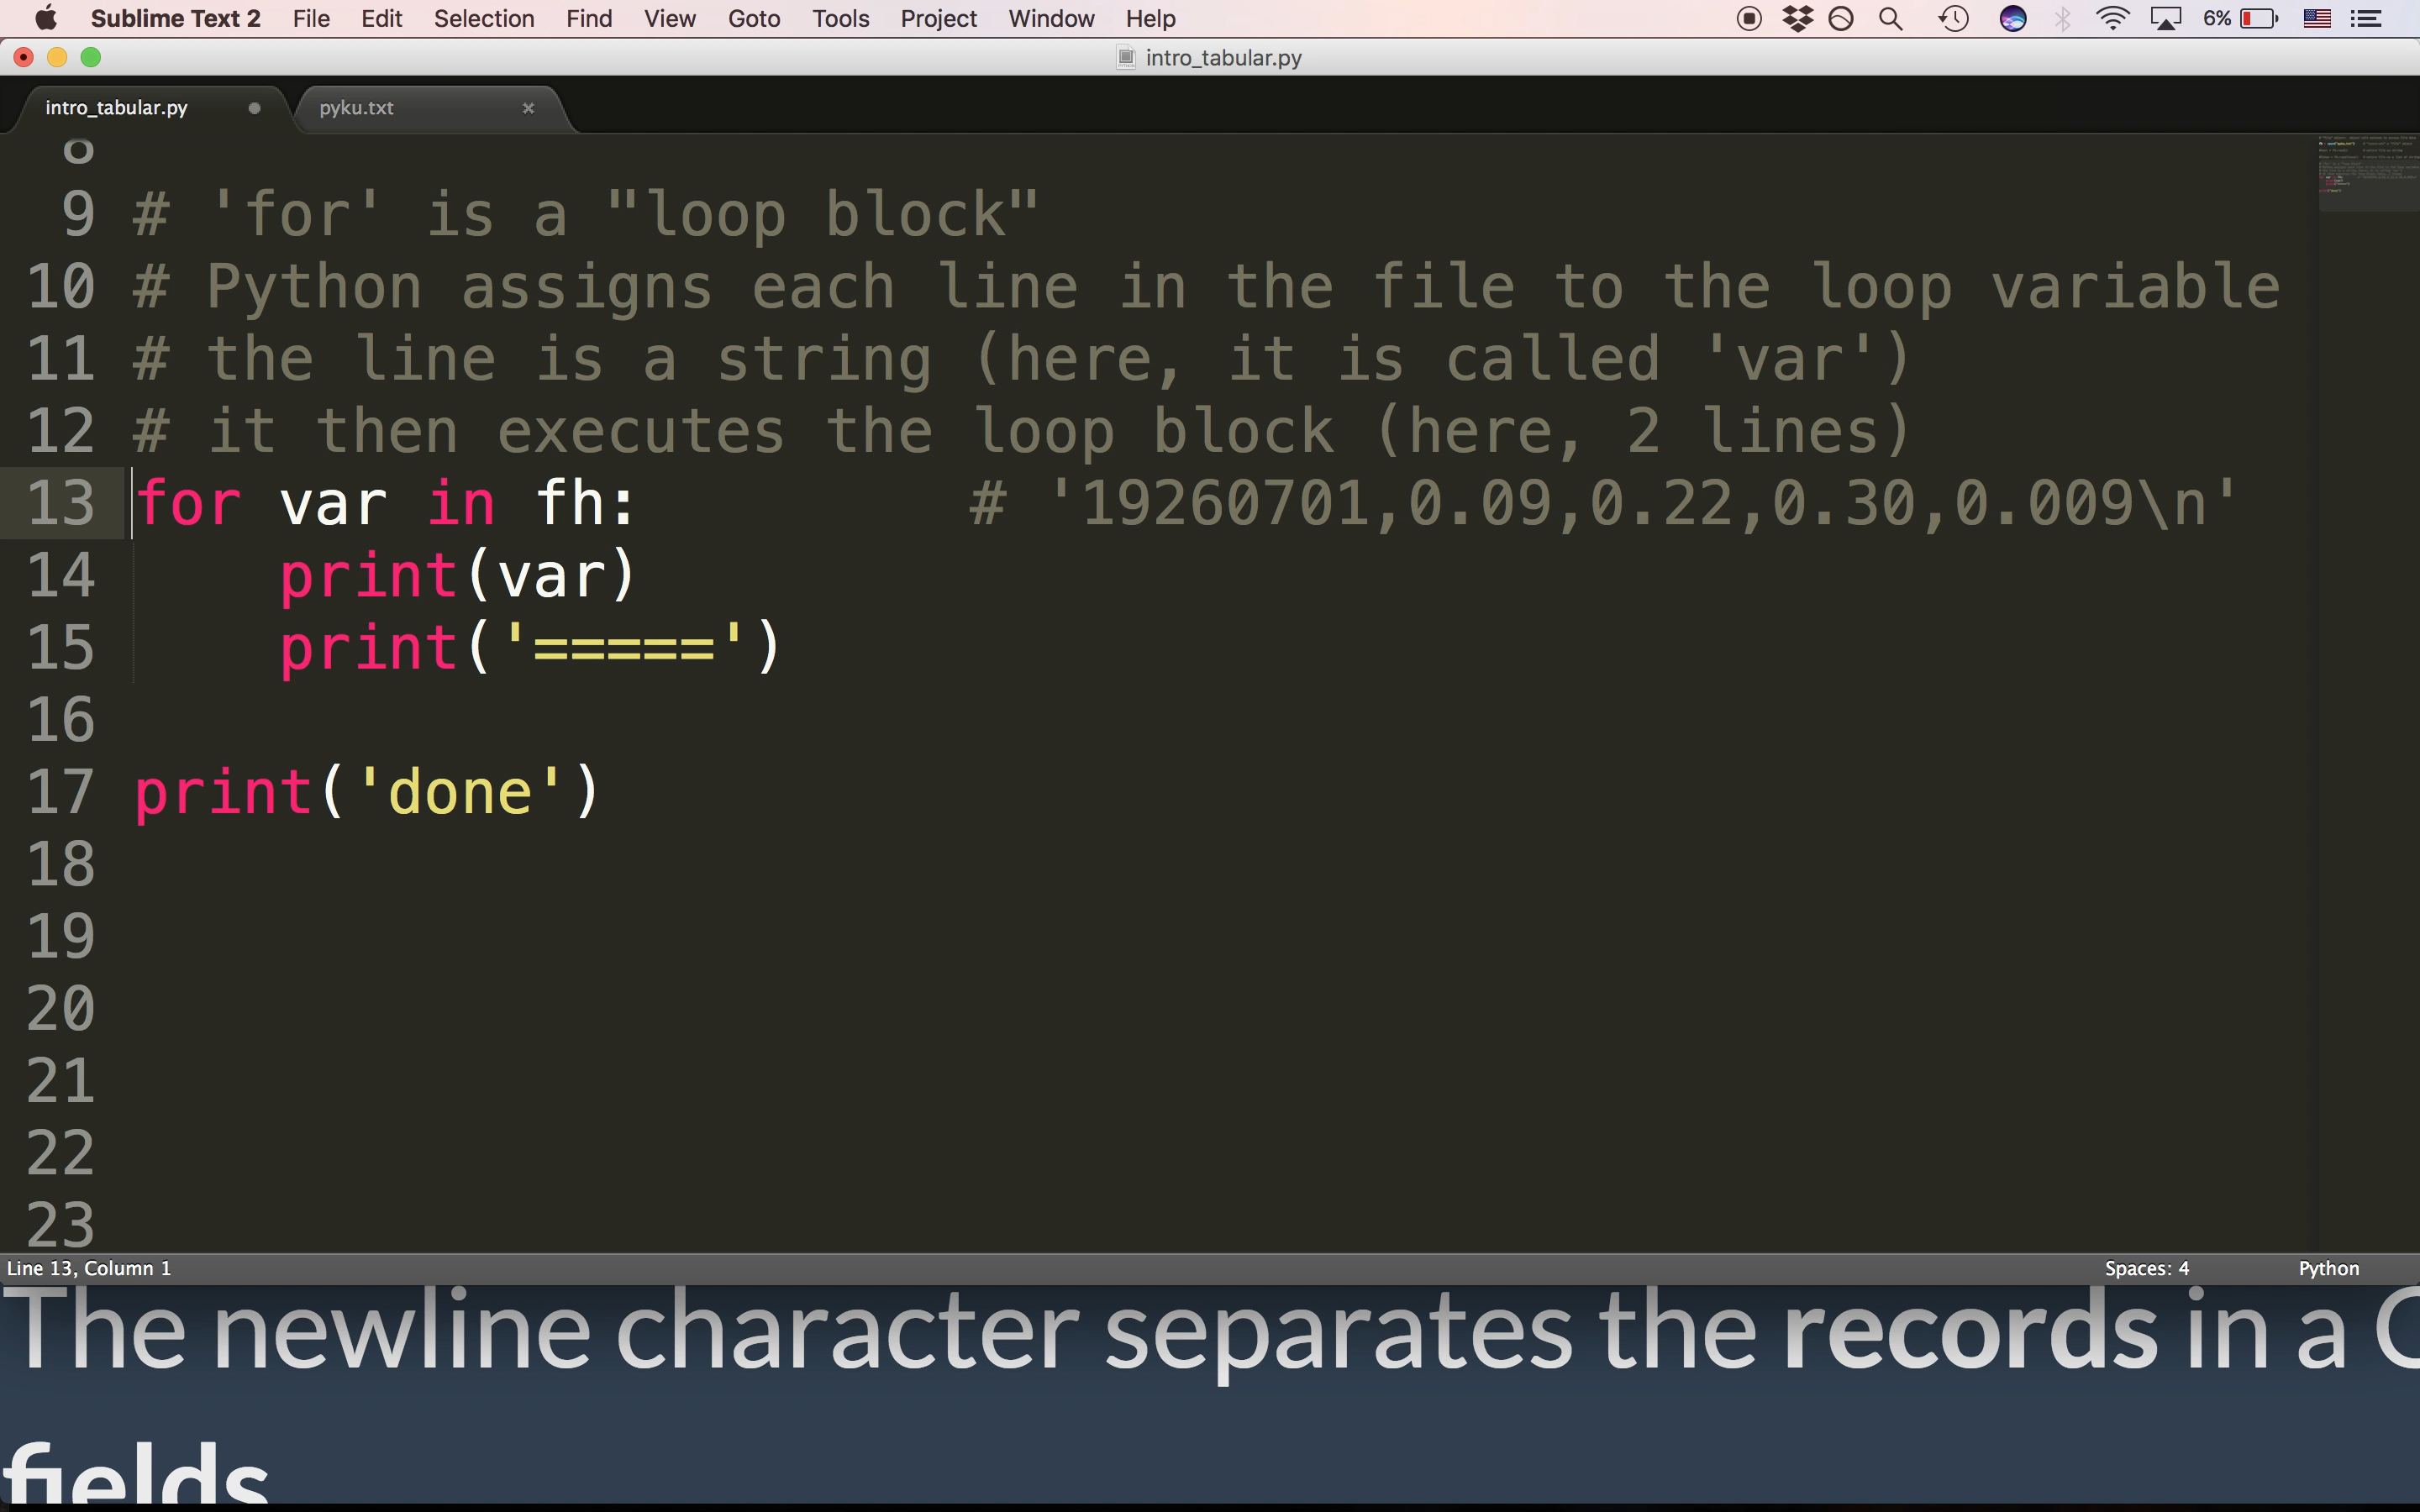 Sublime Text 2 File Edit Selection Find View Goto Tools Project Window Help 6%
intro_tabular.py
intro_tabular.py pyku.txt
8
9 # 'for' is a "loop block"
10 # Python assigns each line in the file to the loop variable
11 # the line is a string (here, it is called 'var')
12 # it then executes the loop block (here, 2 lines)
13 for var in fh: # '19260701,0.09,0.22,0.30,0.009\n'
14 print(var)
15 print('=====')
16
17 print('done')
18
19
20
21
22
23
Line 13, Column 1 Spaces: 4 Python
The newline character separates the records in a
fields